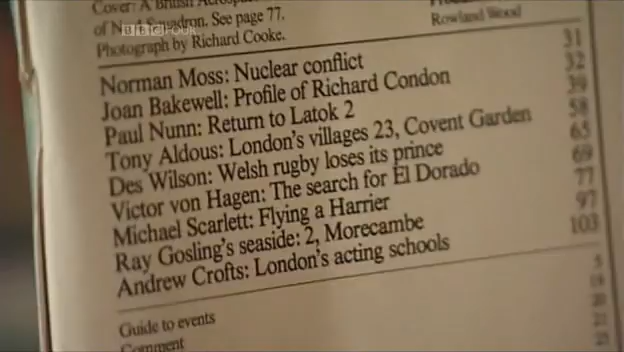 Cover: A British Aerospace
of No 1 Squadron. See page 77.
Photograph by Richard Cooke.
Rowland Wood
BBC FOUR
Norman Moss: Nuclear conflict 31
Joan Bakewell: Profile of Richard Condon 32
Paul Nunn: Return to Latok 2 39
Tony Aldous: London's villages 23, Covent Garden 58
Des Wilson: Welsh rugby loses its prince 65
Victor von Hagen: The search for El Dorado 69
Michael Scarlett: Flying a Harrier 77
Ray Gosling's seaside: 2, Morecambe 97
Andrew Crofts: London's acting schools 103
Guide to events 5
Comment